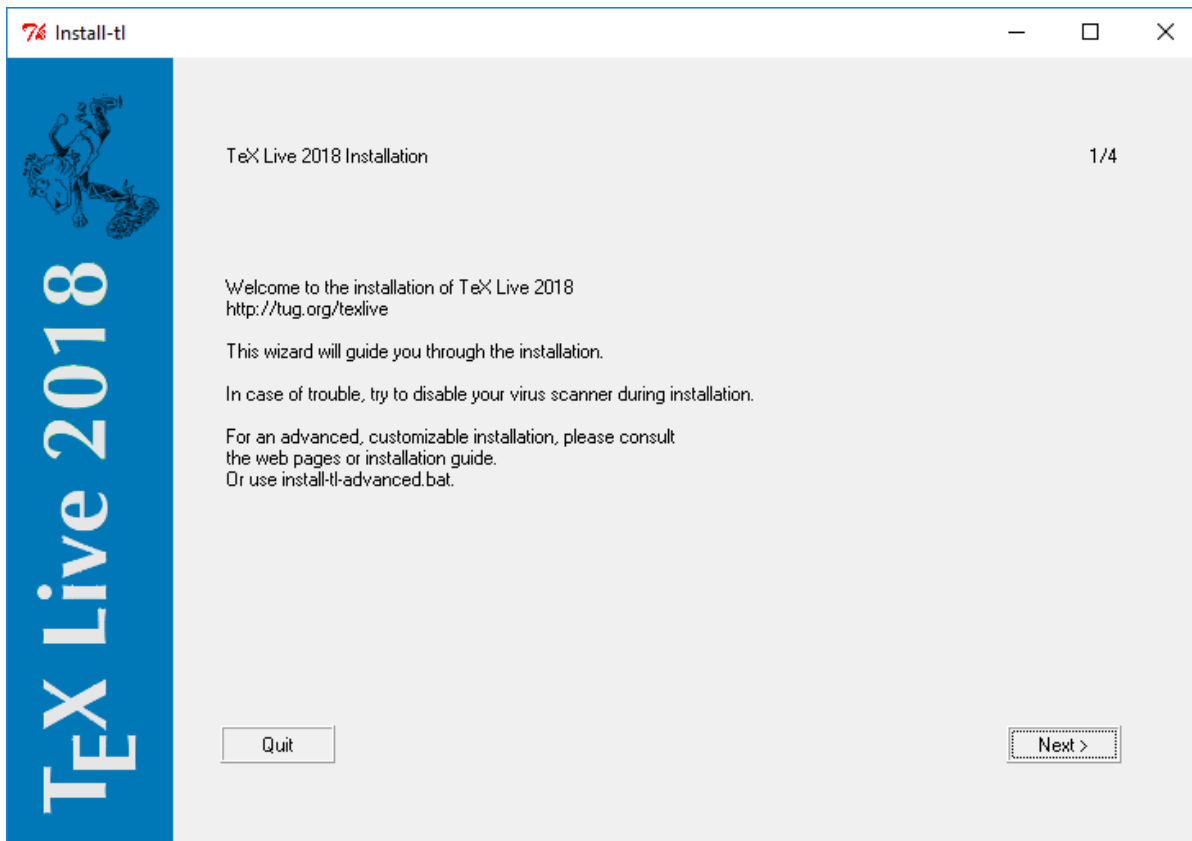 Install-tl
TeX Live 2018
TeX Live 2018 Installation
1/4
Welcome to the installation of TeX Live 2018
http://tug.org/texlive
This wizard will guide you through the installation.
In case of trouble, try to disable your virus scanner during installation.
For an advanced, customizable installation, please consult
the web pages or installation guide.
Or use install-tl-advanced.bat.
Quit
Next >